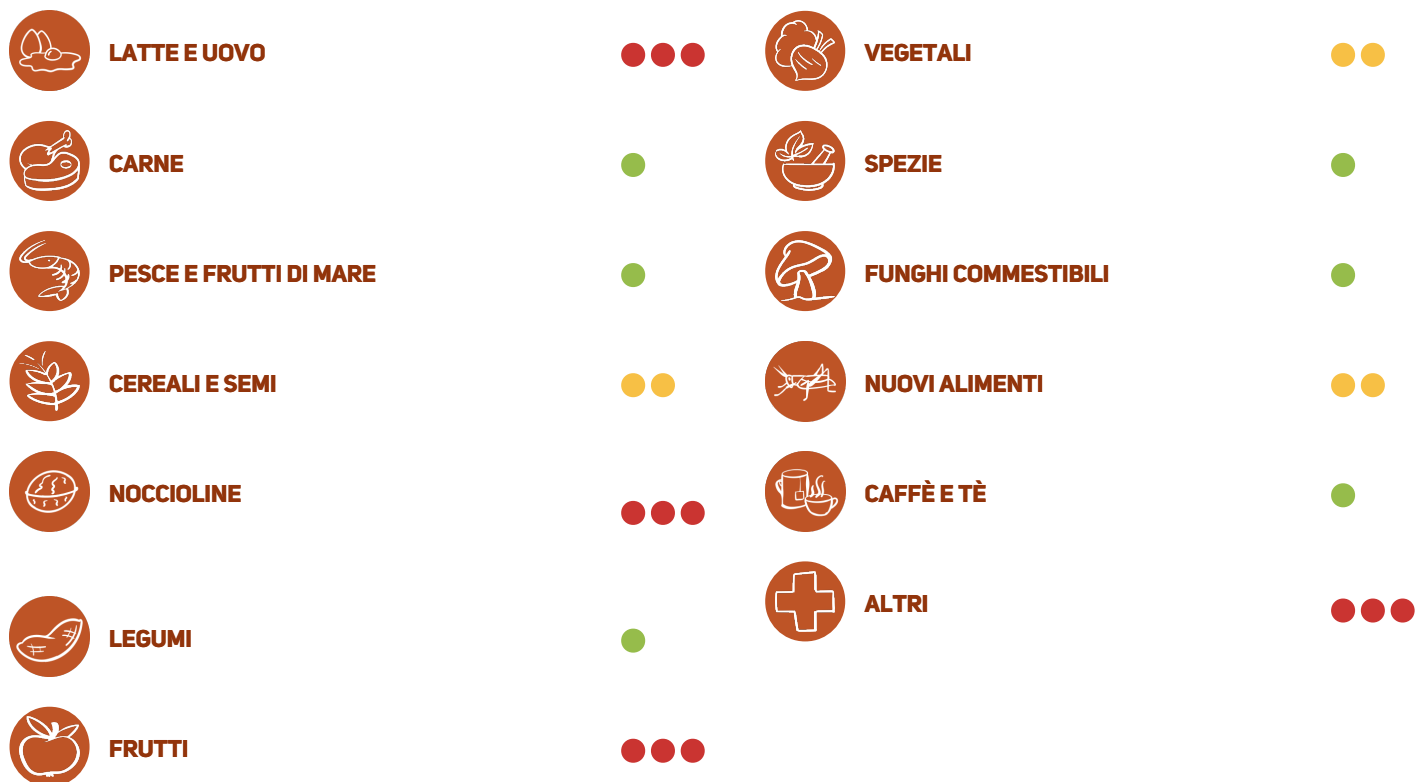 LATTE E UOVO
CARNE
PESCE E FRUTTI DI MARE
CEREALI E SEMI
NOCCIOLINE
LEGUMI
FRUTTI
VEGETALI
SPEZIE
FUNGHI COMMESTIBILI
NUOVI ALIMENTI
CAFFÈ E TÈ
ALTRI